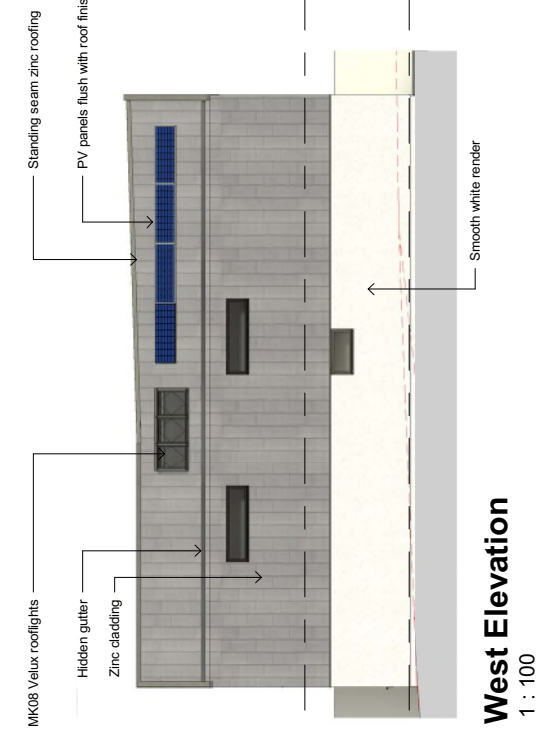 MK08 Velux rooflights
Hidden gutter
Zinc cladding
Standing seam zinc roofing
PV panels flush with roof finis
Smooth white render
West Elevation
1 : 100